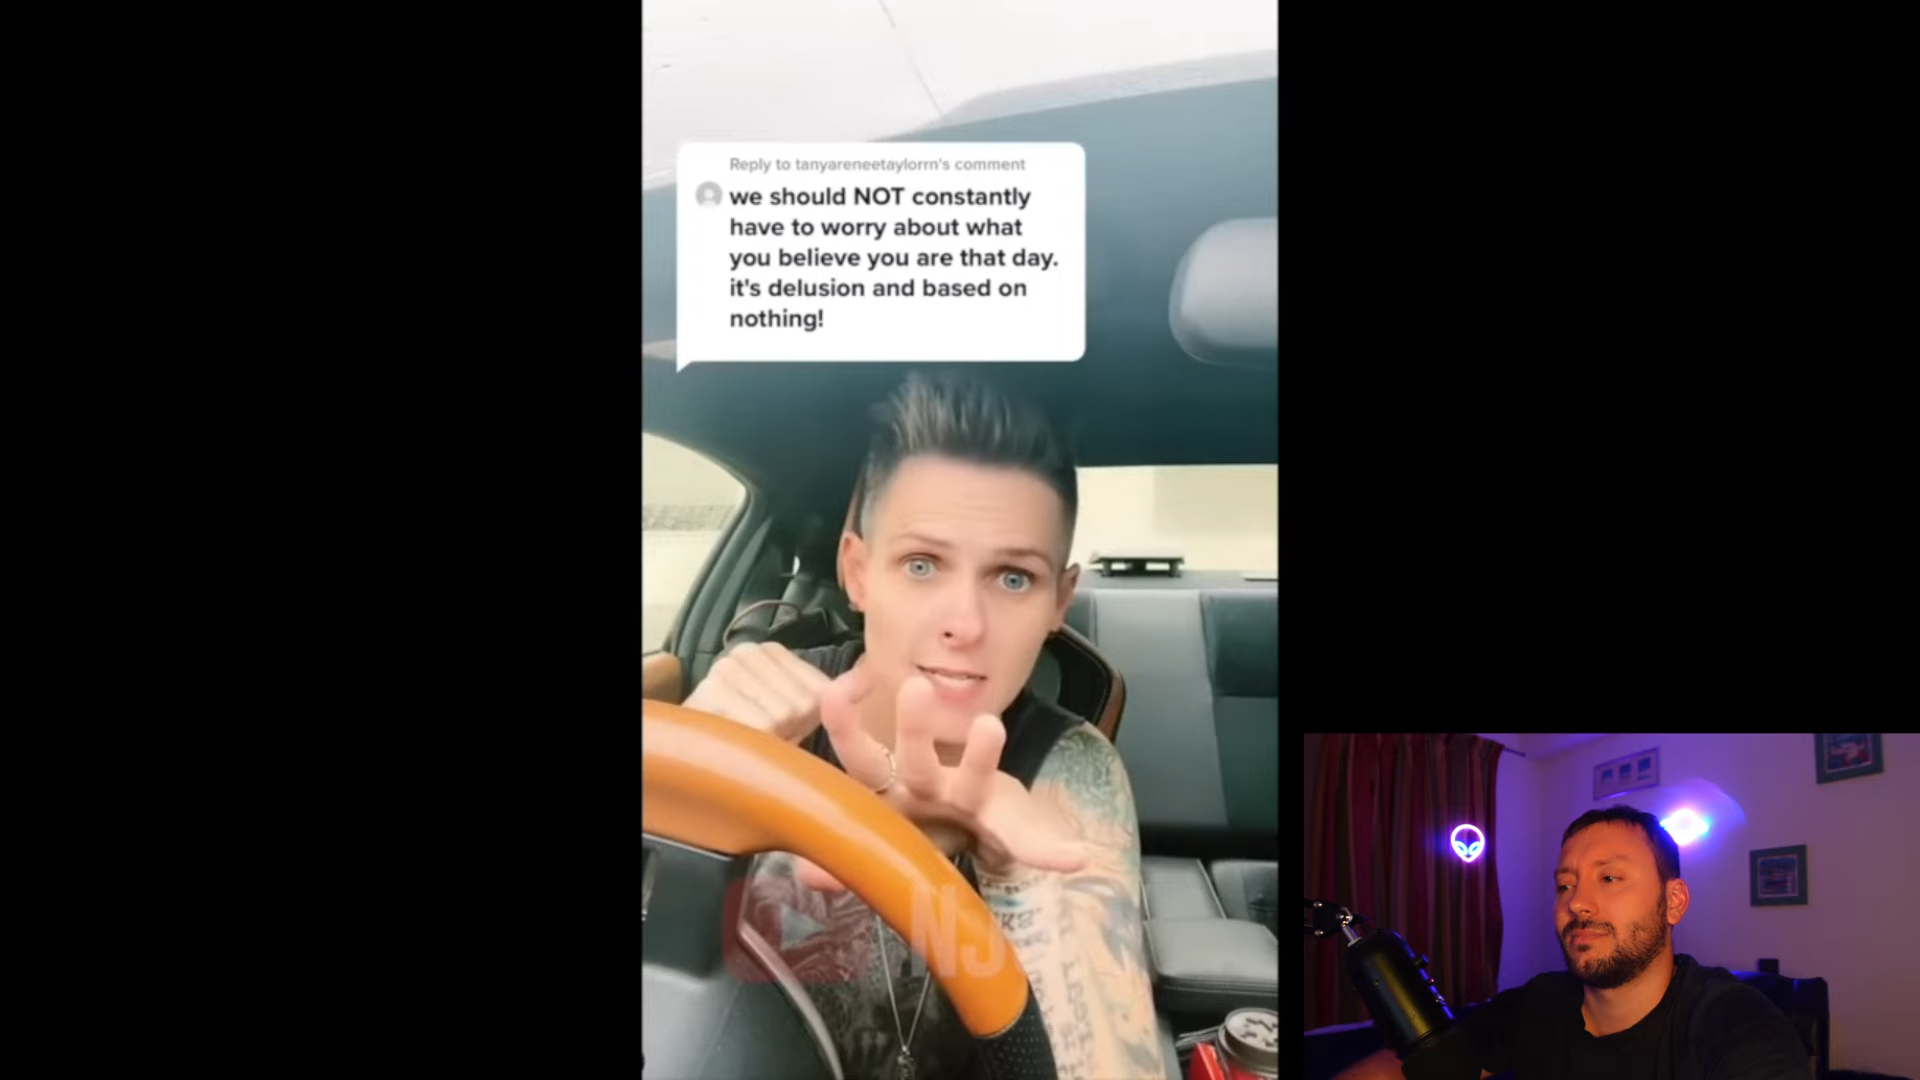 Reply to tanyareneetaylorrn's comment
we should NOT constantly
have to worry about what
you believe you are that day.
it's delusion and based on
nothing!